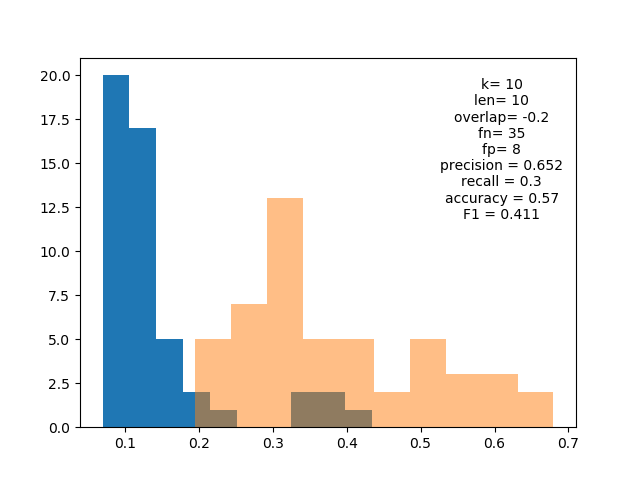 20.0
17.5
15.0
12.5
10.0
7.5
5.0
2.5
0.0
k= 10
len= 10
overlap= -0.2
fn= 35
fp= 8
precision = 0.652
recall = 0.3
accuracy = 0.57
F1 = 0.411
0.1 0.2 0.3 0.4 0.5 0.6 0.7